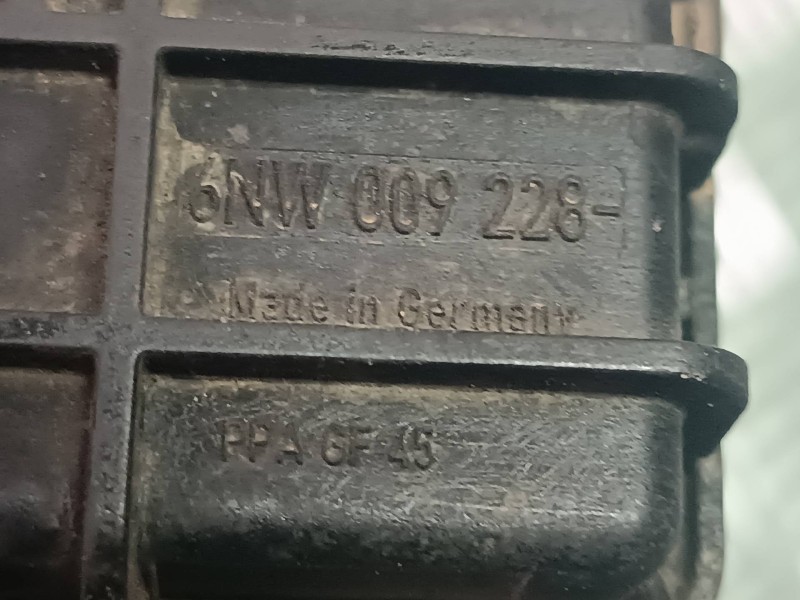 6NW 009 228-
Made in Germany
PPA GF 45